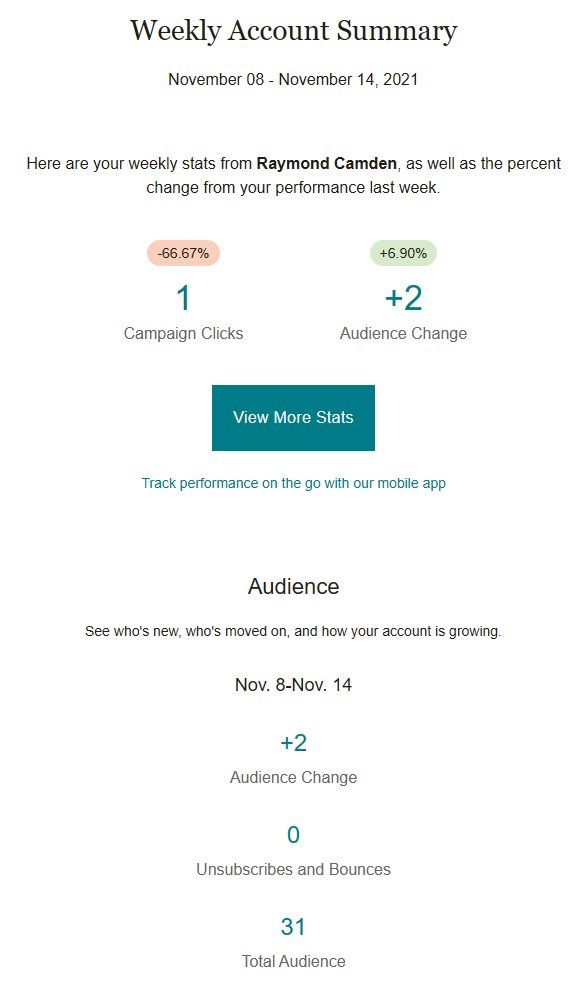 Weekly Account Summary
November 08 - November 14, 2021
Here are your weekly stats from Raymond Camden, as well as the percent
change from your performance last week.
-66.67%
1
Campaign Clicks
+6.90%
+2
Audience Change
View More Stats
Track performance on the go with our mobile app
Audience
See who's new, who's moved on, and how your account is growing.
Nov. 8-Nov. 14
+2
Audience Change
0
Unsubscribes and Bounces
31
Total Audience